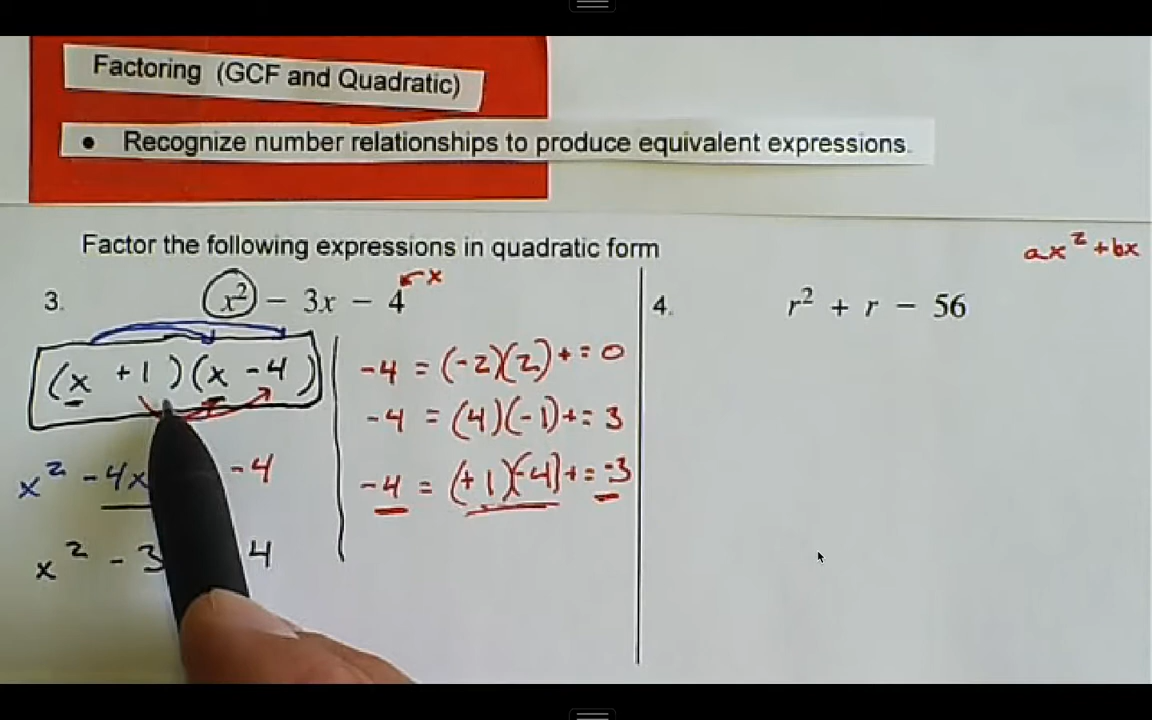 Factoring (GCF and Quadratic)
• Recognize number relationships to produce equivalent expressions.
Factor the following expressions in quadratic form
ax² + bx
3. x² - 3x - 4 x
(x + 1)(x - 4)
x² - 4x - 4
x² - 3 4
-4 = (-2)(2) + = 0
-4 = (4)(-1) + = 3
-4 = (+1)(-4) + = -3
4. r² + r - 56